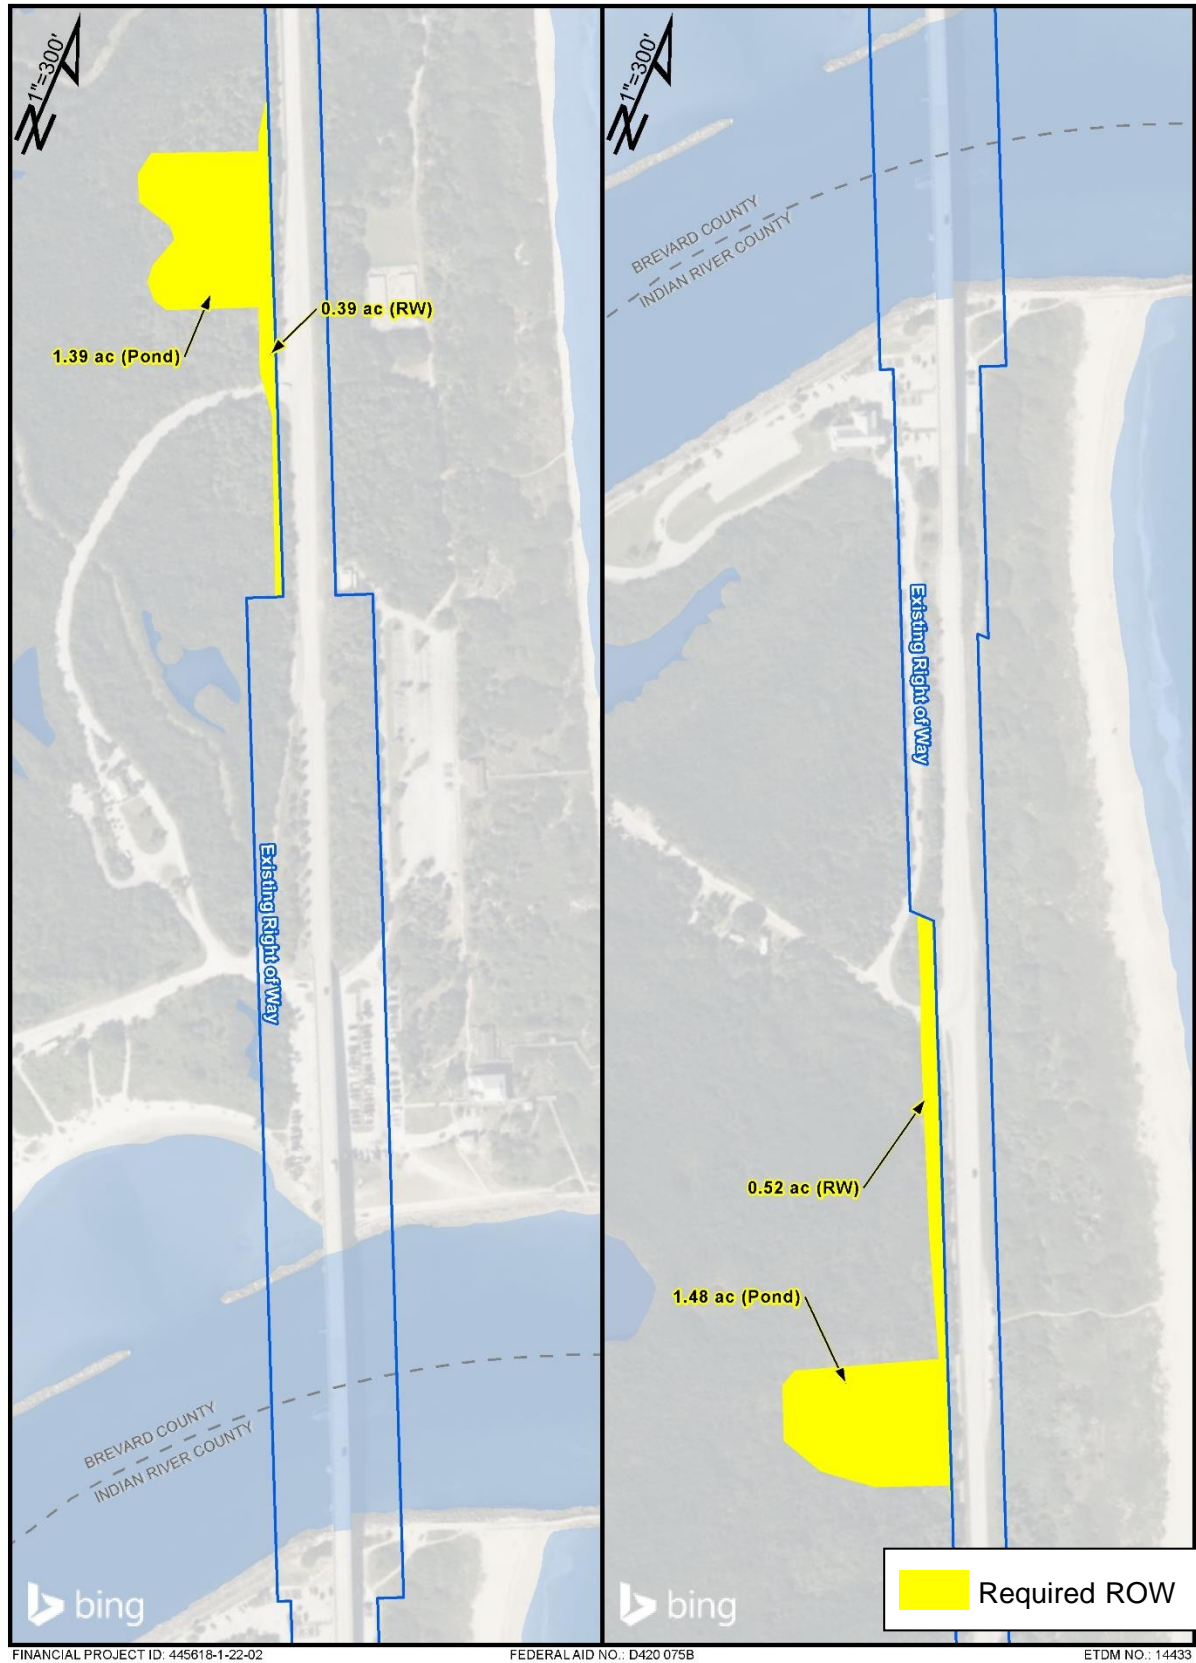 1"=300'
N
0.39 ac (RW)
1.39 ac (Pond)
Existing Right of Way
BREVARD COUNTY
INDIAN RIVER COUNTY
bing
1"=300'
N
BREVARD COUNTY
INDIAN RIVER COUNTY
Existing Right of Way
0.52 ac (RW)
1.48 ac (Pond)
bing
Required ROW
FINANCIAL PROJECT ID: 445618-1-22-02
FEDERAL AID NO.: D420 075B
ETDM NO.: 14433